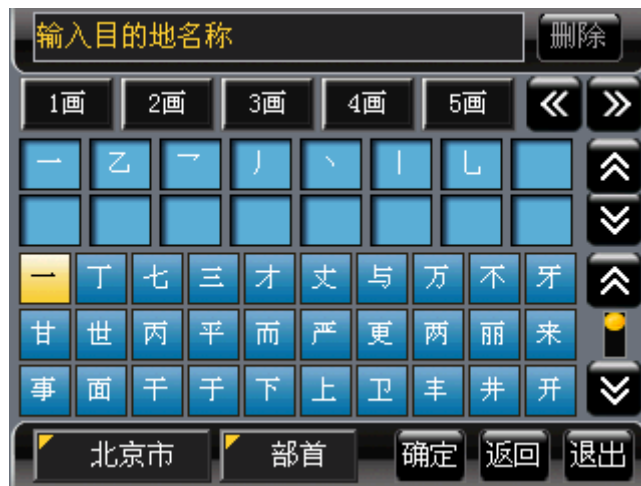 输入目的地名称 删除
1画 2画 3画 4画 5画
一 乙 乛 丿 丶 丨 乚
一 丁 七 三 才 丈 与 万 不 牙
甘 世 丙 平 而 严 更 两 丽 来
事 面 干 于 下 上 卫 丰 井 开
北京市 部首 确定 返回 退出